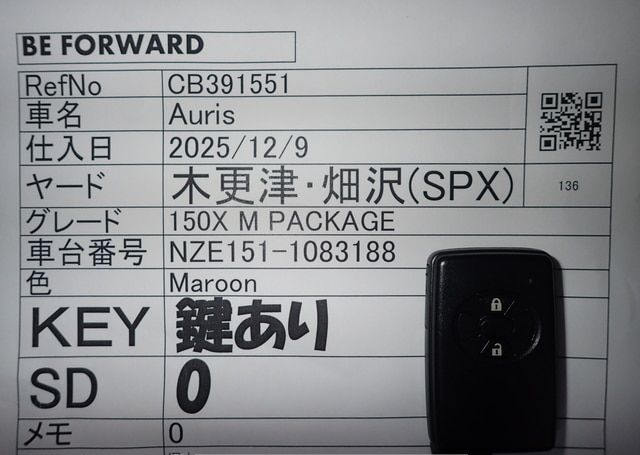 BE FORWARD
RefNo CB391551
車名 Auris
仕入日 2025/12/9
ヤード 木更津・畑沢(SPX) 136
グレード 150X M PACKAGE
車台番号 NZE151-1083188
色 Maroon
KEY 鍵あり
SD 0
メモ 0